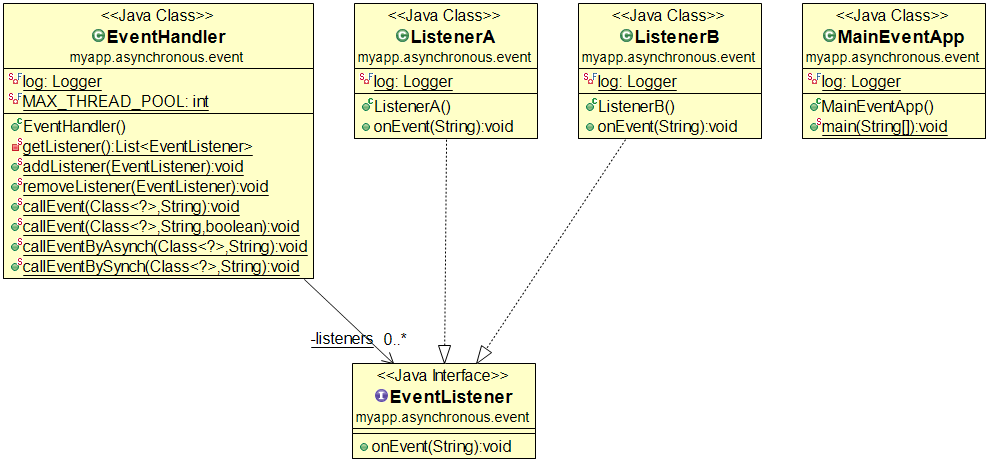 <<Java Class>>
EventHandler
myapp.asynchronous.event
log: Logger
MAX_THREAD_POOL: int
EventHandler()
getListener():List<EventListener>
addListener(EventListener):void
removeListener(EventListener):void
callEvent(Class<?>,String):void
callEvent(Class<?>,String,boolean):void
callEventByAsynch(Class<?>,String):void
callEventBySynch(Class<?>,String):void
<<Java Class>>
ListenerA
myapp.asynchronous.event
log: Logger
ListenerA()
onEvent(String):void
<<Java Class>>
ListenerB
myapp.asynchronous.event
log: Logger
ListenerB()
onEvent(String):void
<<Java Class>>
MainEventApp
myapp.asynchronous.event
log: Logger
MainEventApp()
main(String[]):void
-listeners 0..*
<<Java Interface>>
EventListener
myapp.asynchronous.event
onEvent(String):void